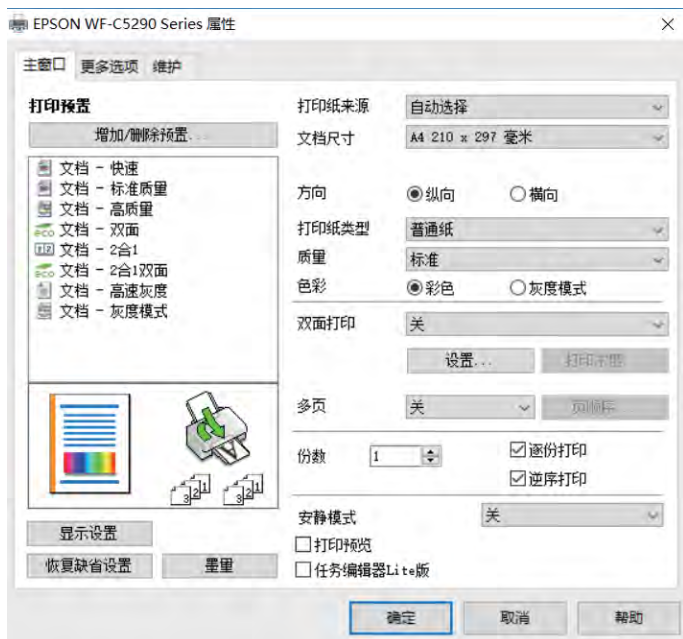 EPSON WF-C5290 Series 属性
主窗口 更多选项 维护
打印预置
增加/删除预置...
文档 - 快速
文档 - 标准质量
文档 - 高质量
文档 - 双面
文档 - 2合1
文档 - 2合1双面
文档 - 高速灰度
文档 - 灰度模式
显示设置
恢复缺省设置 墨量
打印纸来源 自动选择
文档尺寸 A4 210 x 297 毫米
方向 纵向 横向
打印纸类型 普通纸
质量 标准
色彩 彩色 灰度模式
双面打印 关
设置...
多页 关 页顺序
份数 1 逐份打印
逆序打印
安静模式 关
打印预览
任务编辑器Lite版
确定 取消 帮助